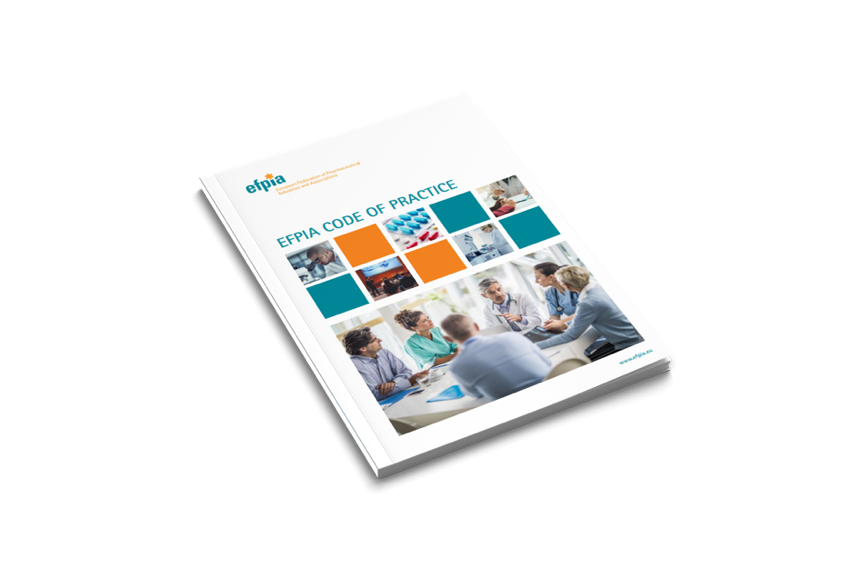 efpia
European Federation of Pharmaceutical
Industries and Associations
EFPIA CODE OF PRACTICE
www.efpia.eu